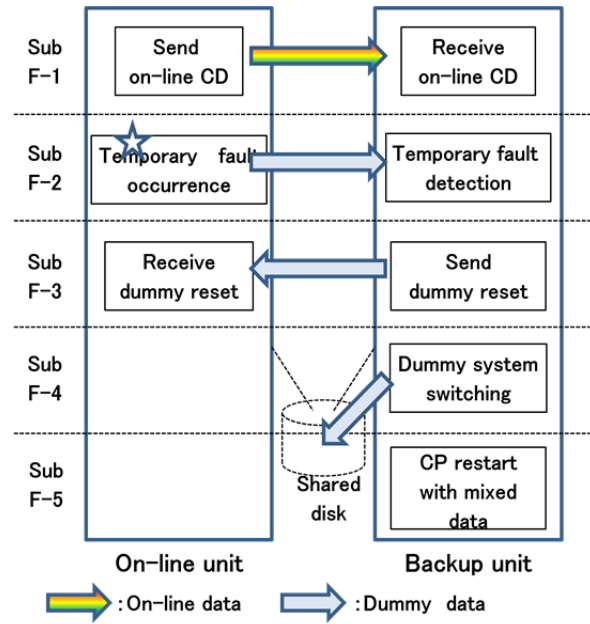 Sub
F-1
Send
on-line CD
Receive
on-line CD
Sub
F-2
Temporary fault
occurrence
Temporary fault
detection
Sub
F-3
Receive
dummy reset
Send
dummy reset
Sub
F-4
Dummy system
switching
Sub
F-5
Shared
disk
CP restart
with mixed
data
On-line unit
Backup unit
: On-line data
: Dummy data